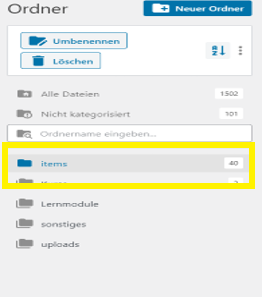 Ordner
Neuer Ordner
Umbenennen
Löschen
Alle Dateien 1502
Nicht kategorisiert 101
Ordnername eingeben...
items 40
Lernmodule
sonstiges
uploads